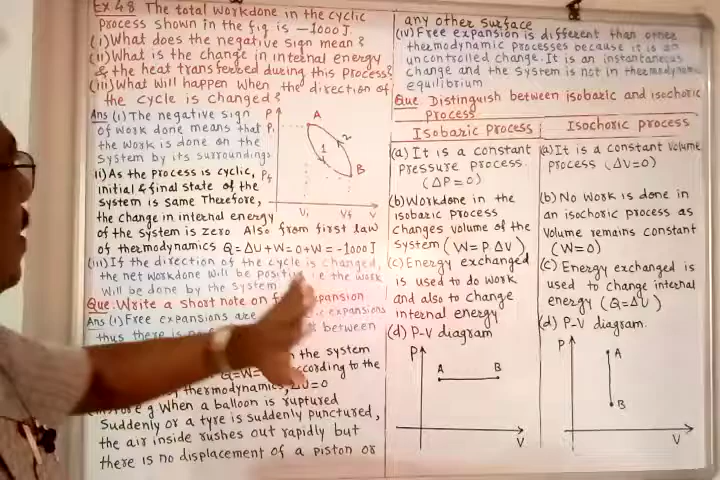 Ex 4.8 The total workdone in the cyclic
process shown in the fig is −1000 J.
(i) What does the negative sign mean?
(ii) What is the change in internal energy
& the heat transferred during this process?
(iii) What will happen when the direction of
the cycle is changed?
Ans (i) The negative sign
of work done means that
the work is done on the
system by its surroundings
ii) As the process is cyclic,
initial & final state of the
system is same Therefore,
the change in internal energy
of the system is zero Also from first law
of thermodynamics Q = ΔU + W = 0 + W = -1000 J
(iii) If the direction of the cycle is changed,
the net workdone will be positive i.e the work
will be done by the system
P
Pi
Pf
A
2
1
B
Vi Vf V
Que. Write a short note on expansion
Ans (i) Free expansions are expansions
thus there is no between
the system
Q = W = according to the
thermodynamics, ΔU = 0
g When a balloon is ruptured
Suddenly or a tyre is suddenly punctured,
the air inside rushes out rapidly but
there is no displacement of a piston or
any other surface
(iv) Free expansion is different than other
thermodynamic processes because it is an
uncontrolled change. It is an instantaneous
change and the system is not in thermodynamic
equilibrium
Que. Distinguish between isobaric and isochoric
process
Isobaric process
(a) It is a constant
pressure process.
(ΔP = 0)
(b) Workdone in the
isobaric process
changes volume of the
system (W = P ΔV)
(c) Energy exchanged
is used to do work
and also to change
internal energy
(d) P-V diagram
P
A B
V
Isochoric process
(a) It is a constant volume
process (ΔV = 0)
(b) No work is done in
an isochoric process as
volume remains constant
(W = 0)
(c) Energy exchanged is
used to change internal
energy (Q = ΔU)
(d) P-V diagram.
P
A
B
V